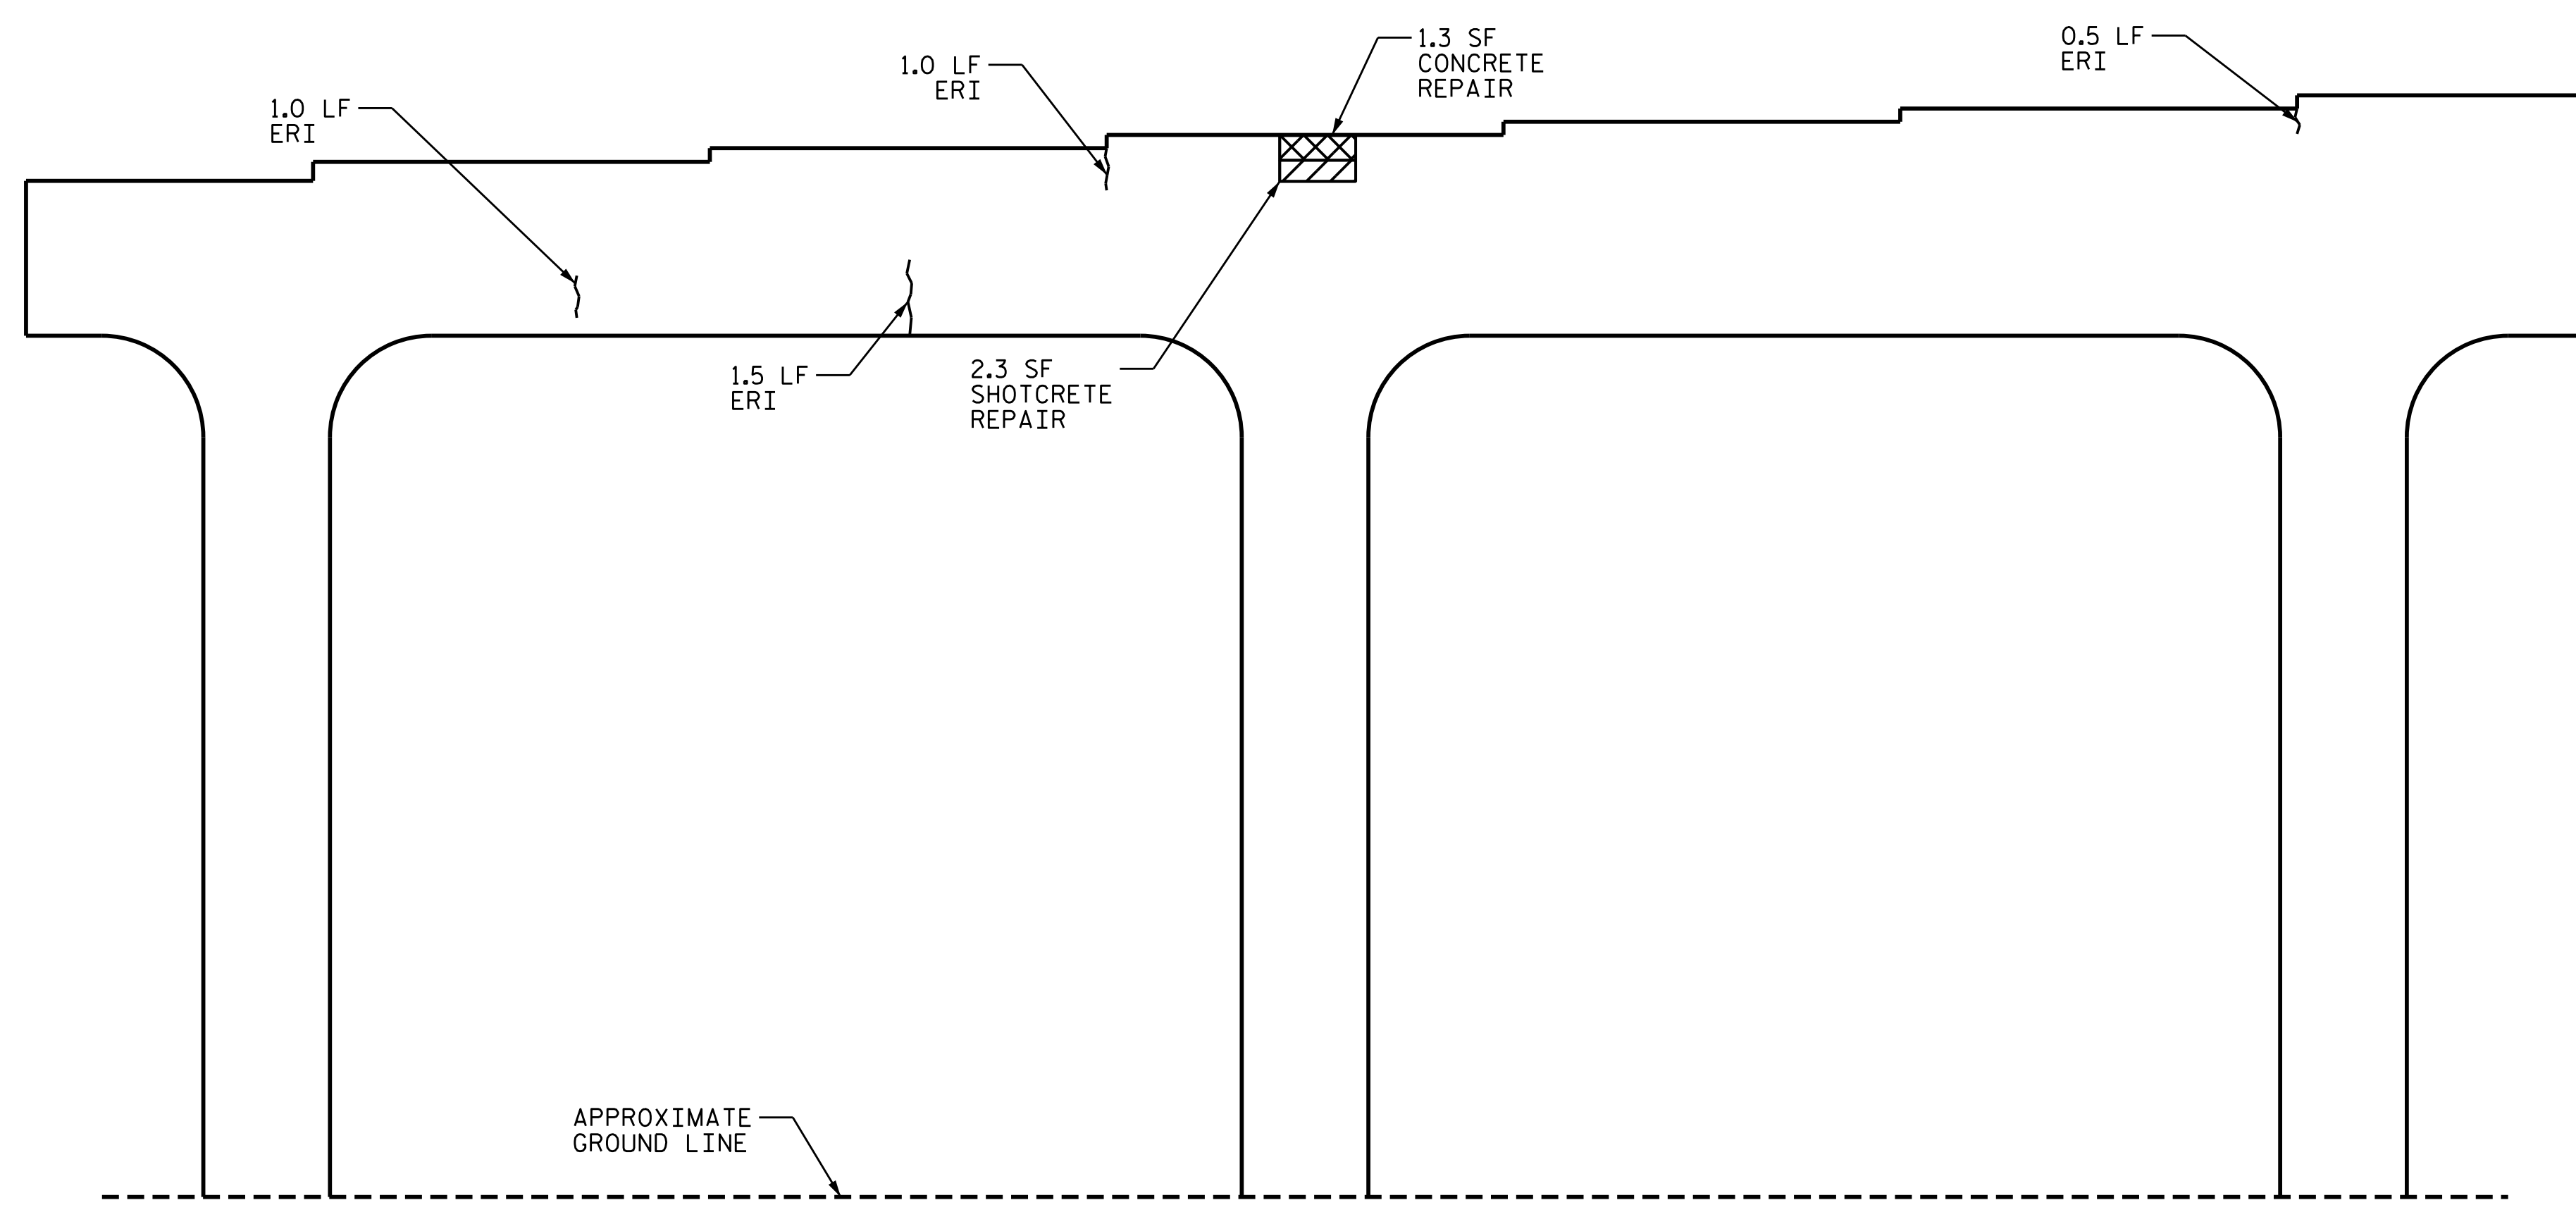 1.3 SF
CONCRETE
REPAIR
0.5 LF
ERI
1.0 LF
ERI
1.0 LF
ERI
1.5 LF
ERI
2.3 SF
SHOTCRETE
REPAIR
APPROXIMATE
GROUND LINE